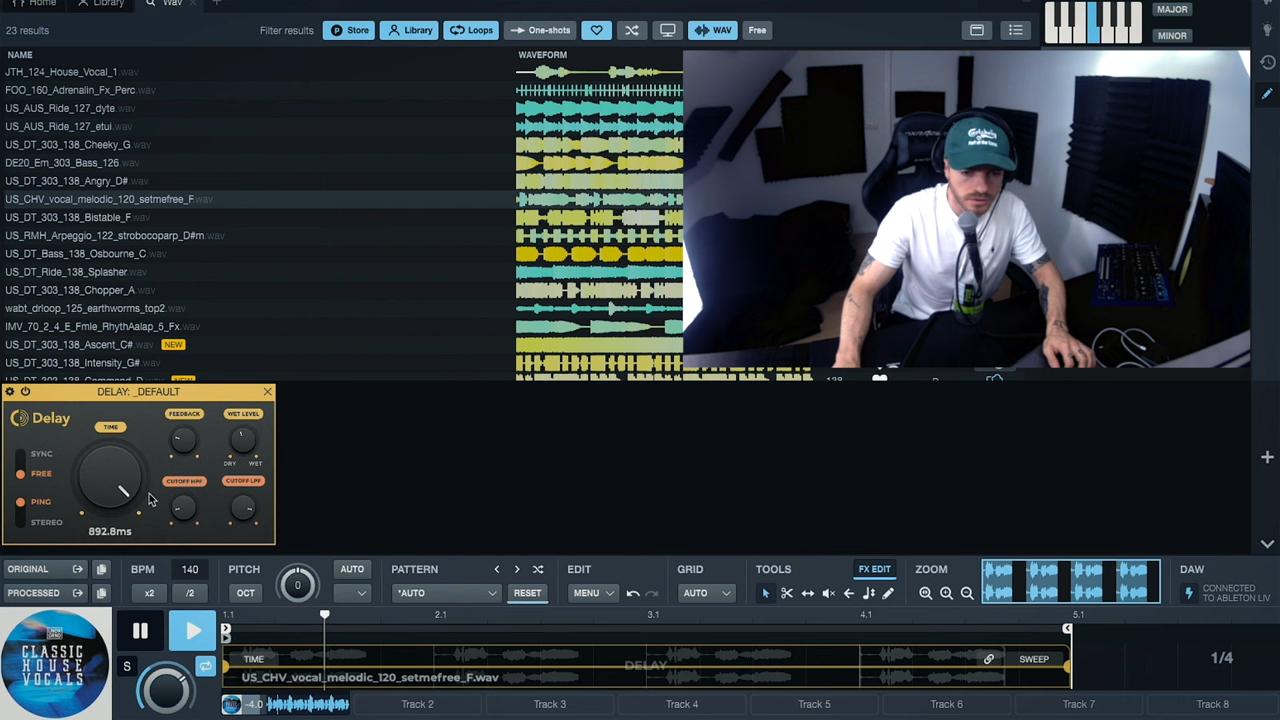 Home Library Wav
23 results Filter results Store Library Loops One-shots WAV Free MAJOR
MINOR
NAME WAVEFORM
JTH_124_House_Vocal_1.wav
FOO_160_Adrenalin_Fx_Perc.wav
US_AUS_Ride_127_dyte.wav
US_AUS_Ride_127_etui.wav
US_DT_303_138_Cheeky_G.wav
DE20_Em_303_Bass_126.wav
US_DT_303_138_Angry_D#.wav
US_CHV_vocal_melodic_120_setmefree_F.wav
US_DT_303_138_Bistable_F.wav
US_RMH_Arpeggio_122_strobocoparp_D#m.wav
US_DT_Bass_138_Osbourne_C.wav
US_DT_Ride_138_Splasher.wav
US_DT_303_138_Chopper_A.wav
wabt_drloop_125_earthworms_top2.wav
IMV_70_2_4_E_Fmle_RhythAalap_5_Fx.wav
US_DT_303_138_Ascent_C#.wav NEW
US_DT_303_138_Intensity_G#.wav
Carlsberg
DELAY: _DEFAULT
Delay
TIME
FEEDBACK WET LEVEL
SYNC
FREE
DRY WET
CUTOFF HPF CUTOFF LPF
PING
STEREO
892.8ms
ORIGINAL BPM 140 PITCH AUTO PATTERN EDIT GRID TOOLS FX EDIT ZOOM DAW
PROCESSED x2 /2 OCT 0 *AUTO RESET MENU AUTO CONNECTED
TO ABLETON LIV
1.1 2.1 3.1 4.1 5.1
TIME DELAY SWEEP 1/4
US_CHV_vocal_melodic_120_setmefree_F.wav
S
CLASSIC
HOUSE
VOCALS
-4.0 Track 2 Track 3 Track 4 Track 5 Track 6 Track 7 Track 8